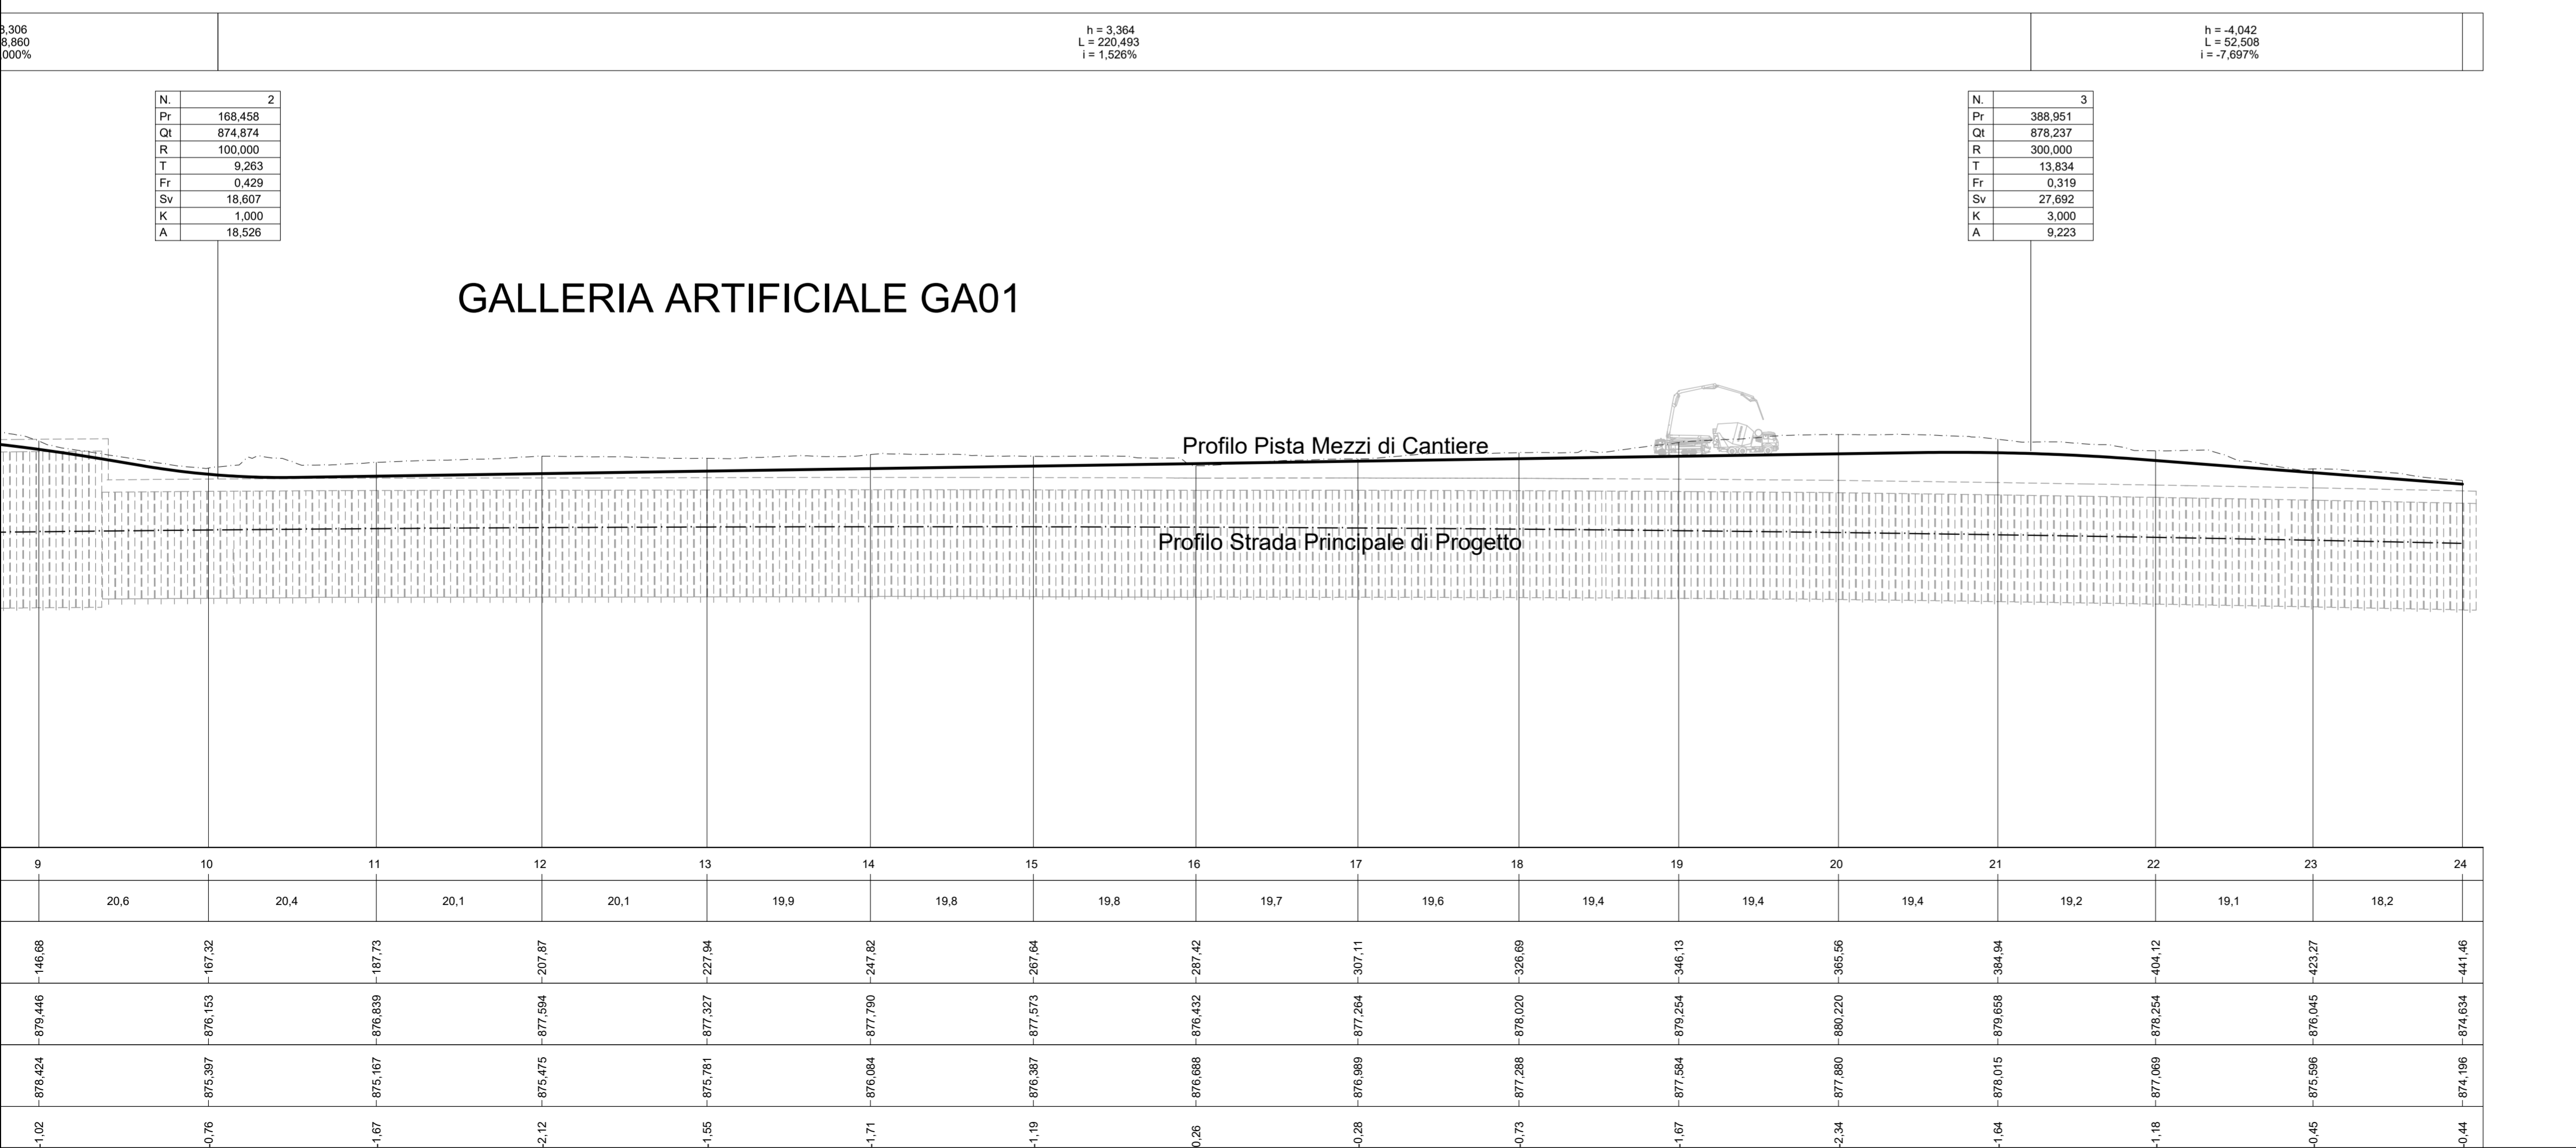 3,306
8,860
,000%
h = 3,364
L = 220,493
i = 1,526%
h = -4,042
L = 52,508
i = -7,697%
N. 2
Pr 168,458
Qt 874,874
R 100,000
T 9,263
Fr 0,429
Sv 18,607
K 1,000
A 18,526
N. 3
Pr 388,951
Qt 878,237
R 300,000
T 13,834
Fr 0,319
Sv 27,692
K 3,000
A 9,223
GALLERIA ARTIFICIALE GA01
Profilo Pista Mezzi di Cantiere
Profilo Strada Principale di Progetto
9 10 11 12 13 14 15 16 17 18 19 20 21 22 23 24
20,6 20,4 20,1 20,1 19,9 19,8 19,8 19,7 19,6 19,4 19,4 19,4 19,2 19,1 18,2
146,68 167,32 187,73 207,87 227,94 247,82 267,64 287,42 307,11 326,69 346,13 365,56 384,94 404,12 423,27 441,46
879,446 876,153 876,839 877,594 877,327 877,790 877,573 876,432 877,264 878,020 879,254 880,220 879,658 878,254 876,045 874,634
878,424 875,397 875,167 875,475 875,781 876,084 876,387 876,688 876,989 877,288 877,584 877,880 878,015 877,069 875,596 874,196
-1,02 -0,76 -1,67 -2,12 -1,55 -1,71 -1,19 0,26 -0,28 -0,73 -1,67 -2,34 -1,64 -1,18 -0,45 -0,44